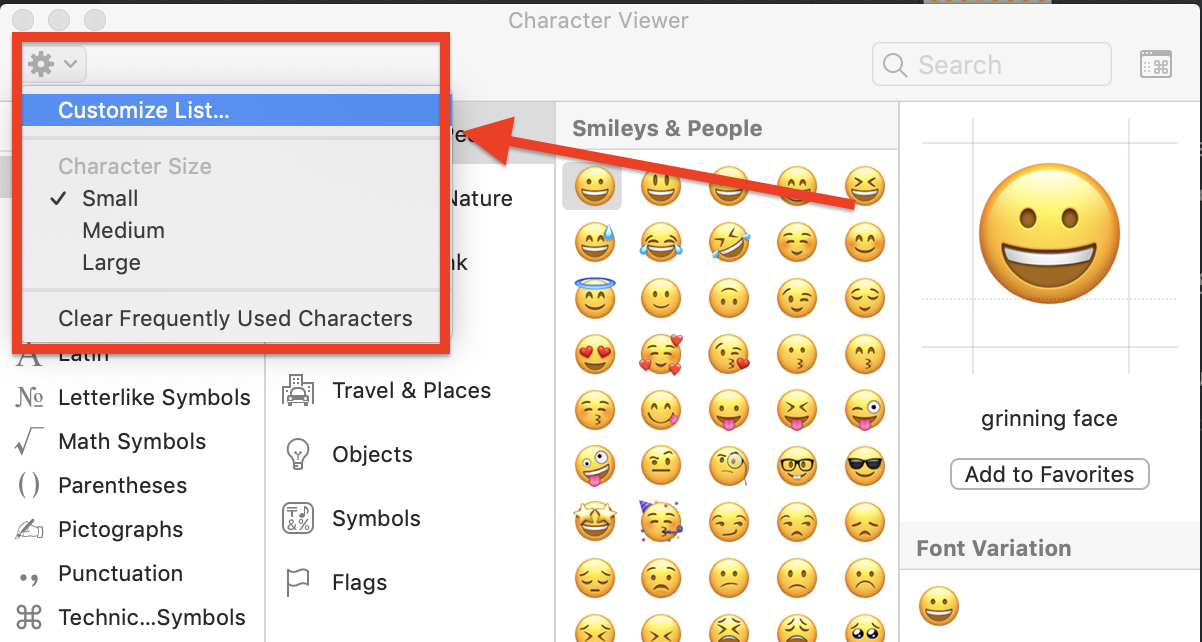 Character Viewer
Search
Customize List...
Character Size
Small
Medium
Large
Clear Frequently Used Characters
Latin
Letterlike Symbols
Math Symbols
Parentheses
Pictographs
Punctuation
Technic...Symbols
Nature
Travel & Places
Objects
Symbols
Flags
Smileys & People
grinning face
Add to Favorites
Font Variation